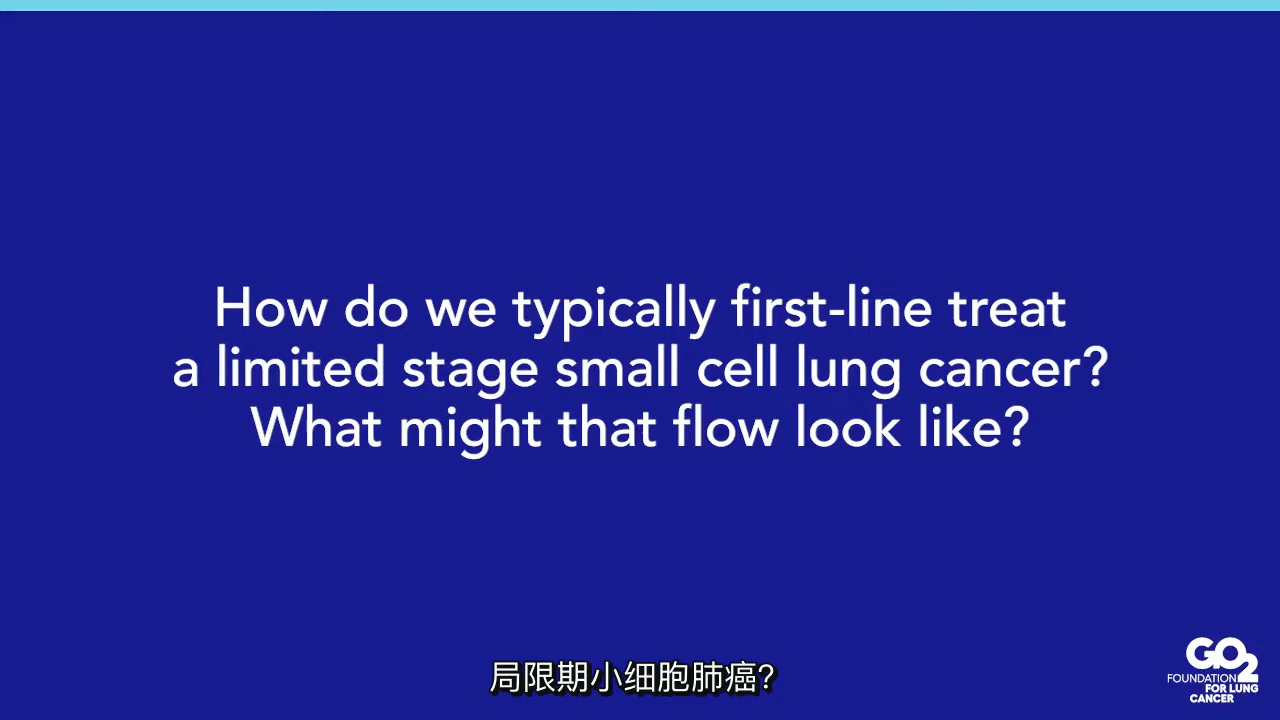 How do we typically first-line treat
a limited stage small cell lung cancer?
What might that flow look like?
局限期小细胞肺癌?
GO2
FOUNDATION
FOR LUNG
CANCER